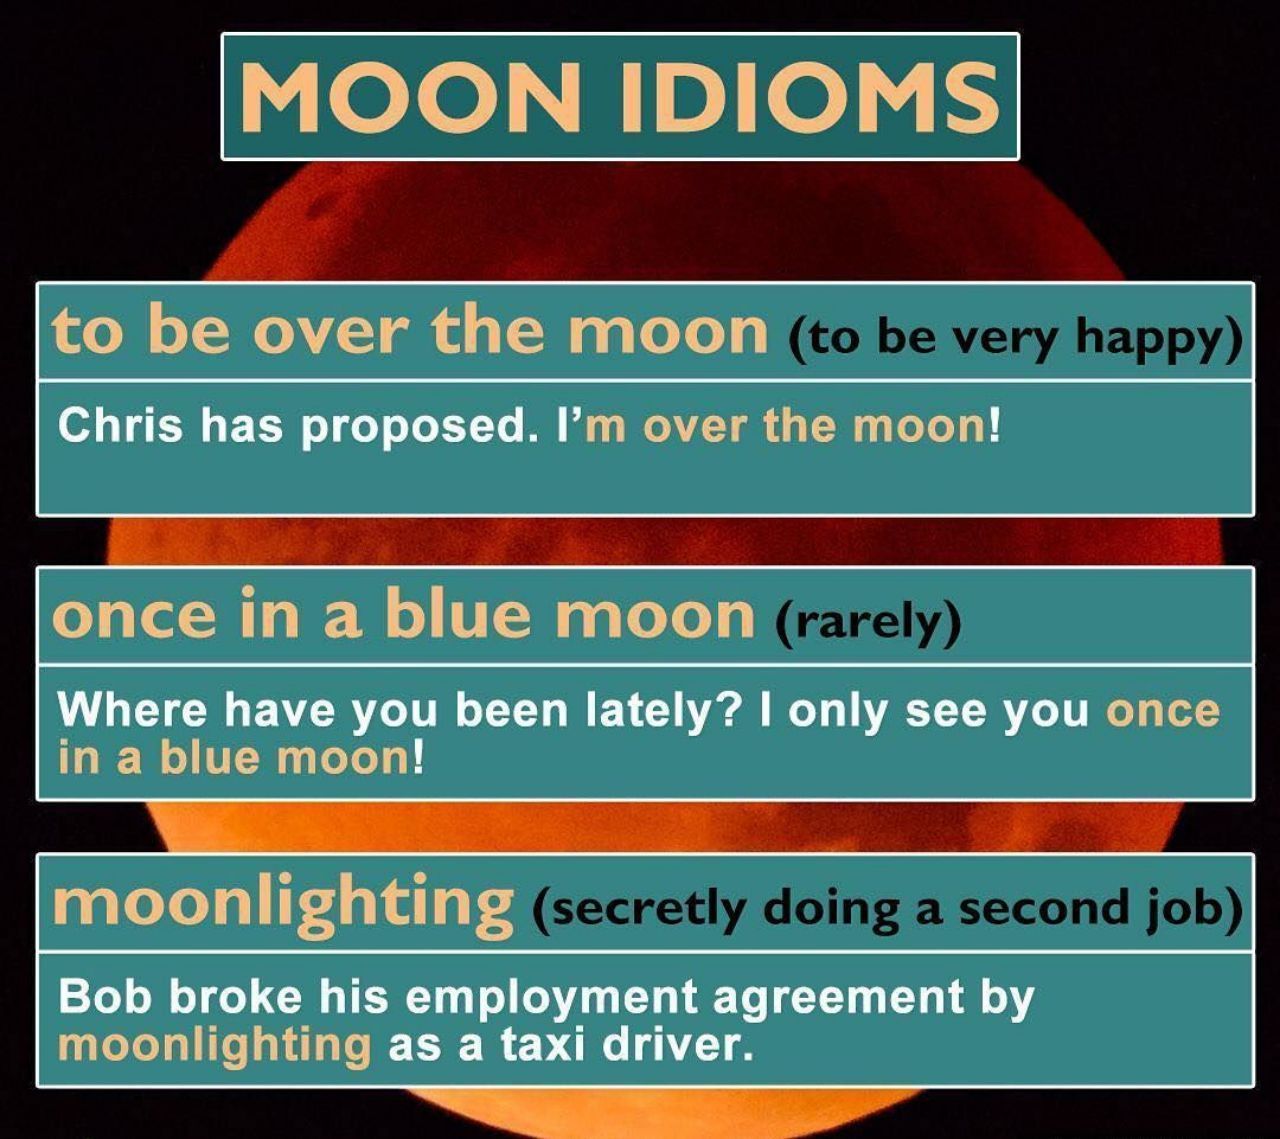 MOON IDIOMS
to be over the moon (to be very happy)
Chris has proposed. I’m over the moon!
once in a blue moon (rarely)
Where have you been lately? I only see you once
in a blue moon!
moonlighting (secretly doing a second job)
Bob broke his employment agreement by
moonlighting as a taxi driver.